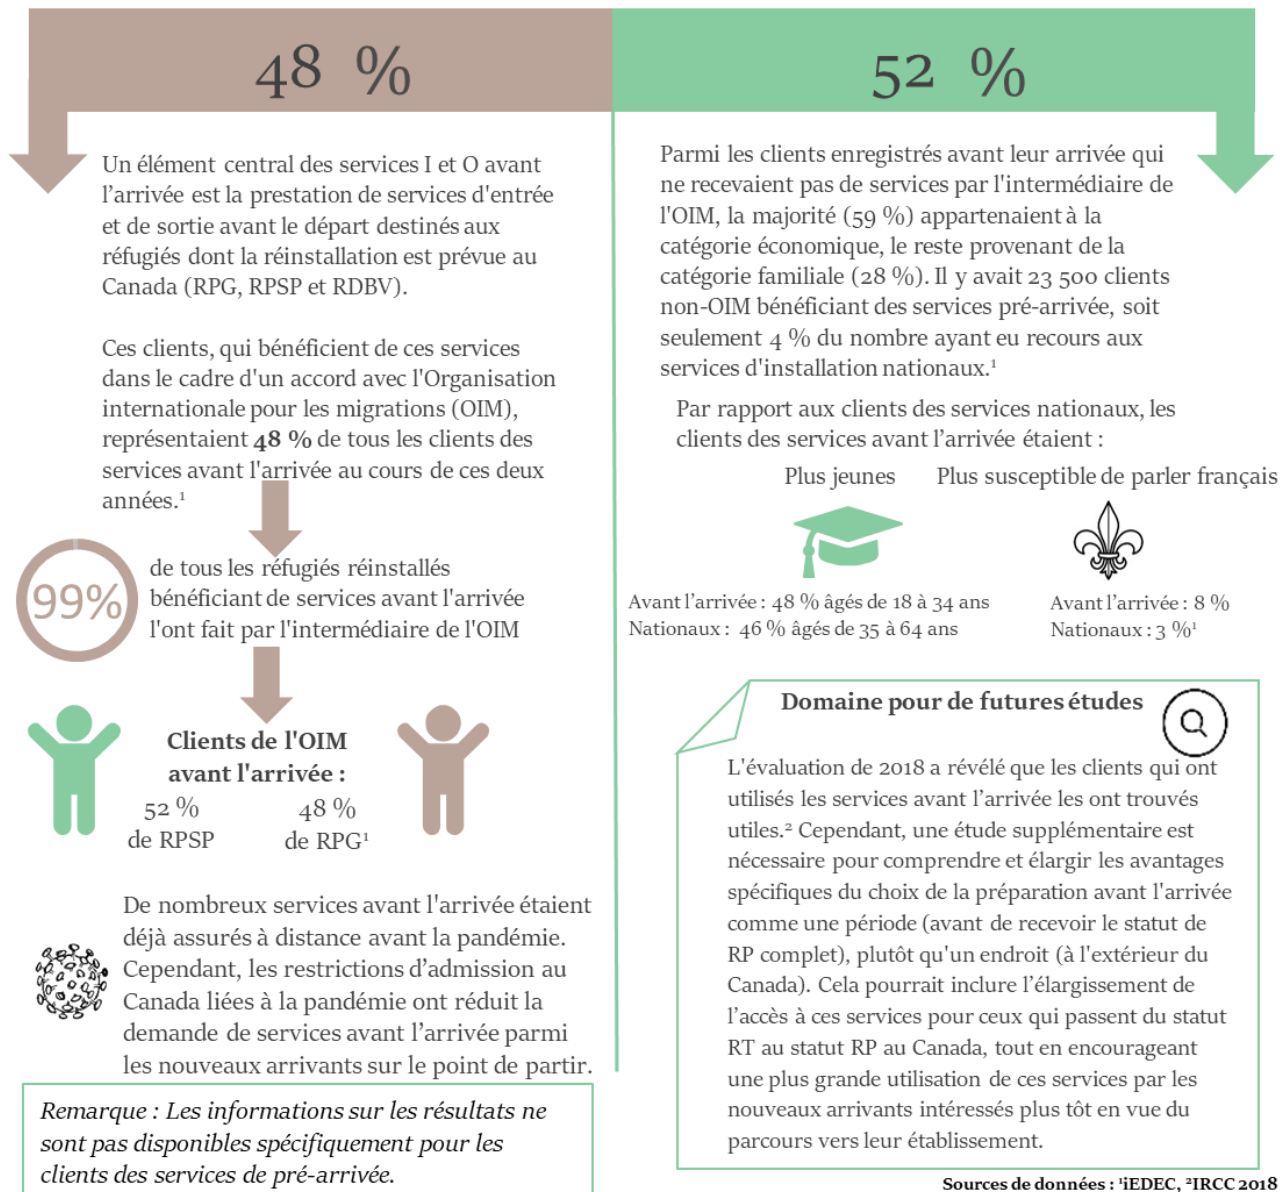 48 %
Un élément central des services I et O avant
l'arrivée est la prestation de services d'entrée
et de sortie avant le départ destinés aux
réfugiés dont la réinstallation est prévue au
Canada (RPG, RPSP et RDBV).
Ces clients, qui bénéficient de ces services
dans le cadre d'un accord avec l'Organisation
internationale pour les migrations (OIM),
représentaient 48 % de tous les clients des
services avant l'arrivée au cours de ces deux
années.¹
99%
de tous les réfugiés réinstallés
bénéficiant de services avant l'arrivée
l'ont fait par l'intermédiaire de l'OIM
Clients de l'OIM
avant l'arrivée :
52 %
de RPSP
48 %
de RPG¹
De nombreux services avant l'arrivée étaient
déjà assurés à distance avant la pandémie.
Cependant, les restrictions d’admission au
Canada liées à la pandémie ont réduit la
demande de services avant l’arrivée parmi
les nouveaux arrivants sur le point de partir.
Remarque : Les informations sur les résultats ne
sont pas disponibles spécifiquement pour les
clients des services de pré-arrivée.
52 %
Parmi les clients enregistrés avant leur arrivée qui
ne recevaient pas de services par l'intermédiaire de
l'OIM, la majorité (59 %) appartenaient à la
catégorie économique, le reste provenant de la
catégorie familiale (28 %). Il y avait 23 500 clients
non-OIM bénéficiant des services pré-arrivée, soit
seulement 4 % du nombre ayant eu recours aux
services d'installation nationaux.¹
Par rapport aux clients des services nationaux, les
clients des services avant l’arrivée étaient :
Plus jeunes
Avant l’arrivée : 48 % âgés de 18 à 34 ans
Nationaux : 46 % âgés de 35 à 64 ans
Plus susceptible de parler français
Avant l’arrivée : 8 %
Nationaux : 3 %¹
Domaine pour de futures études
L'évaluation de 2018 a révélé que les clients qui ont
utilisés les services avant l’arrivée les ont trouvés
utiles.² Cependant, une étude supplémentaire est
nécessaire pour comprendre et élargir les avantages
spécifiques du choix de la préparation avant l'arrivée
comme une période (avant de recevoir le statut de
RP complet), plutôt qu'un endroit (à l'extérieur du
Canada). Cela pourrait inclure l’élargissement de
l’accès à ces services pour ceux qui passent du statut
RT au statut RP au Canada, tout en encourageant
une plus grande utilisation de ces services par les
nouveaux arrivants intéressés plus tôt en vue du
parcours vers leur établissement.
Sources de données : ¹iEDEC, ²IRCC 2018